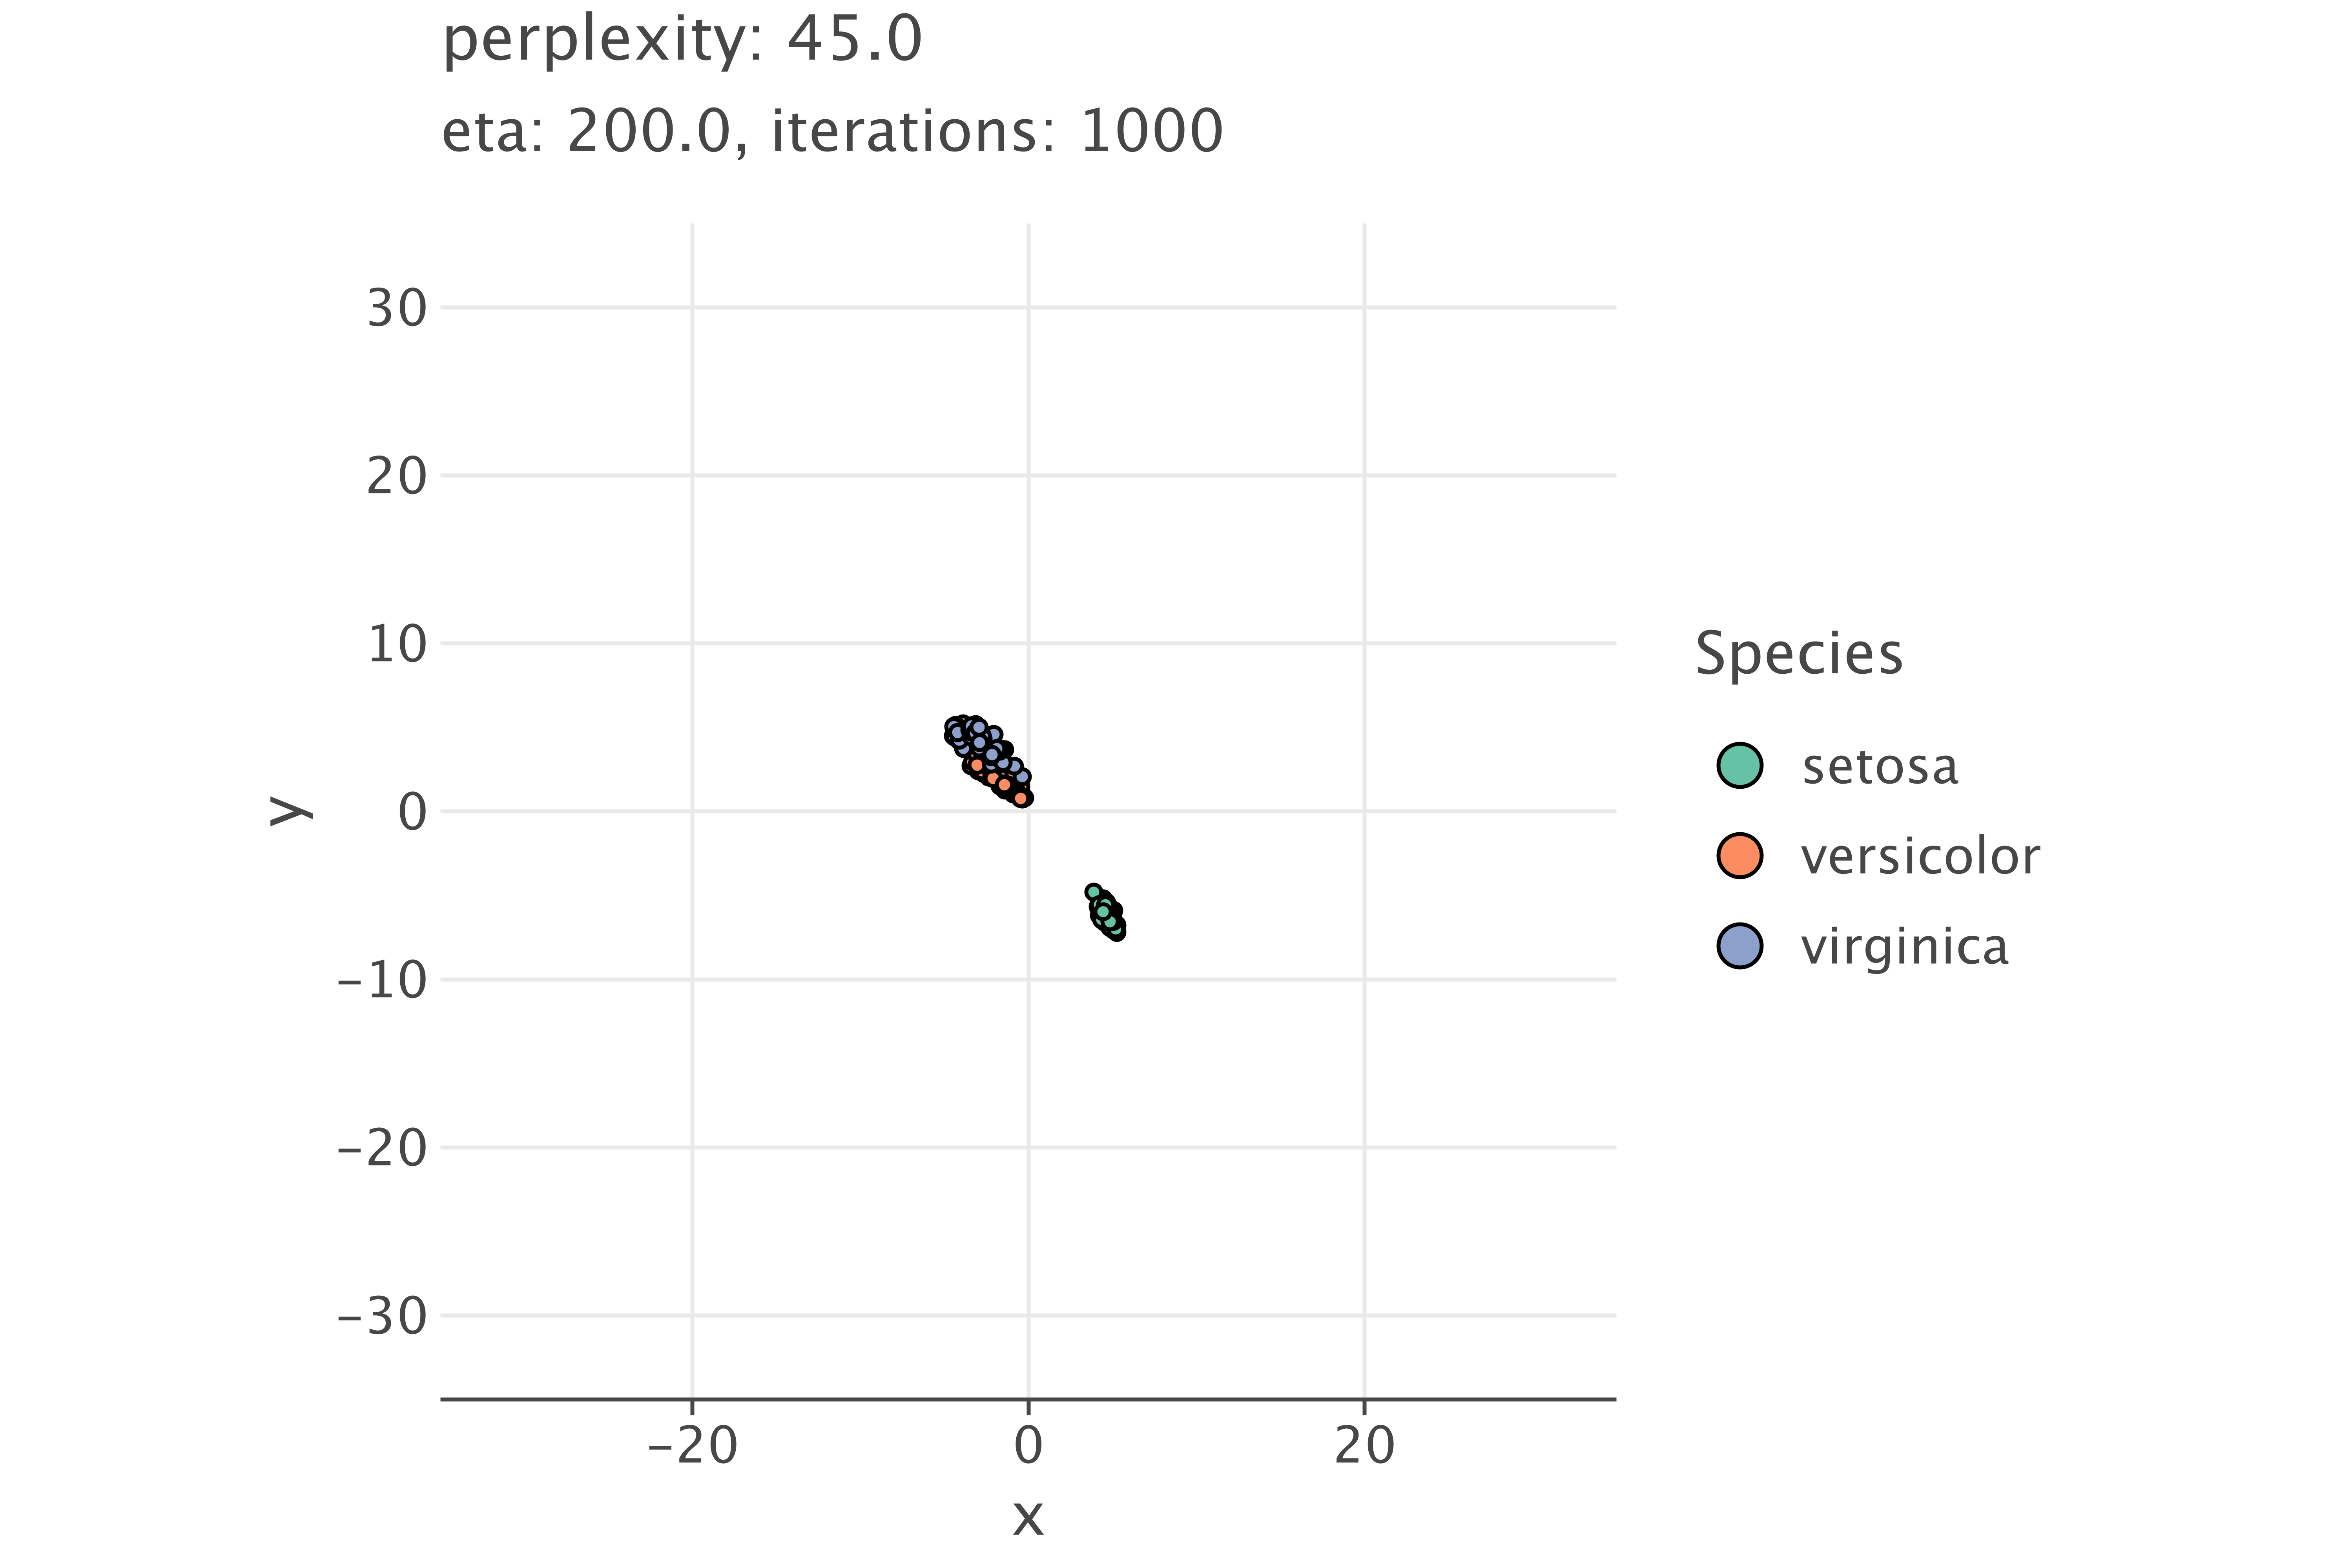 perplexity: 45.0
eta: 200.0, iterations: 1000
30
20
10
0
-10
-20
-30
y
-20
0
20
x
Species
setosa
versicolor
virginica